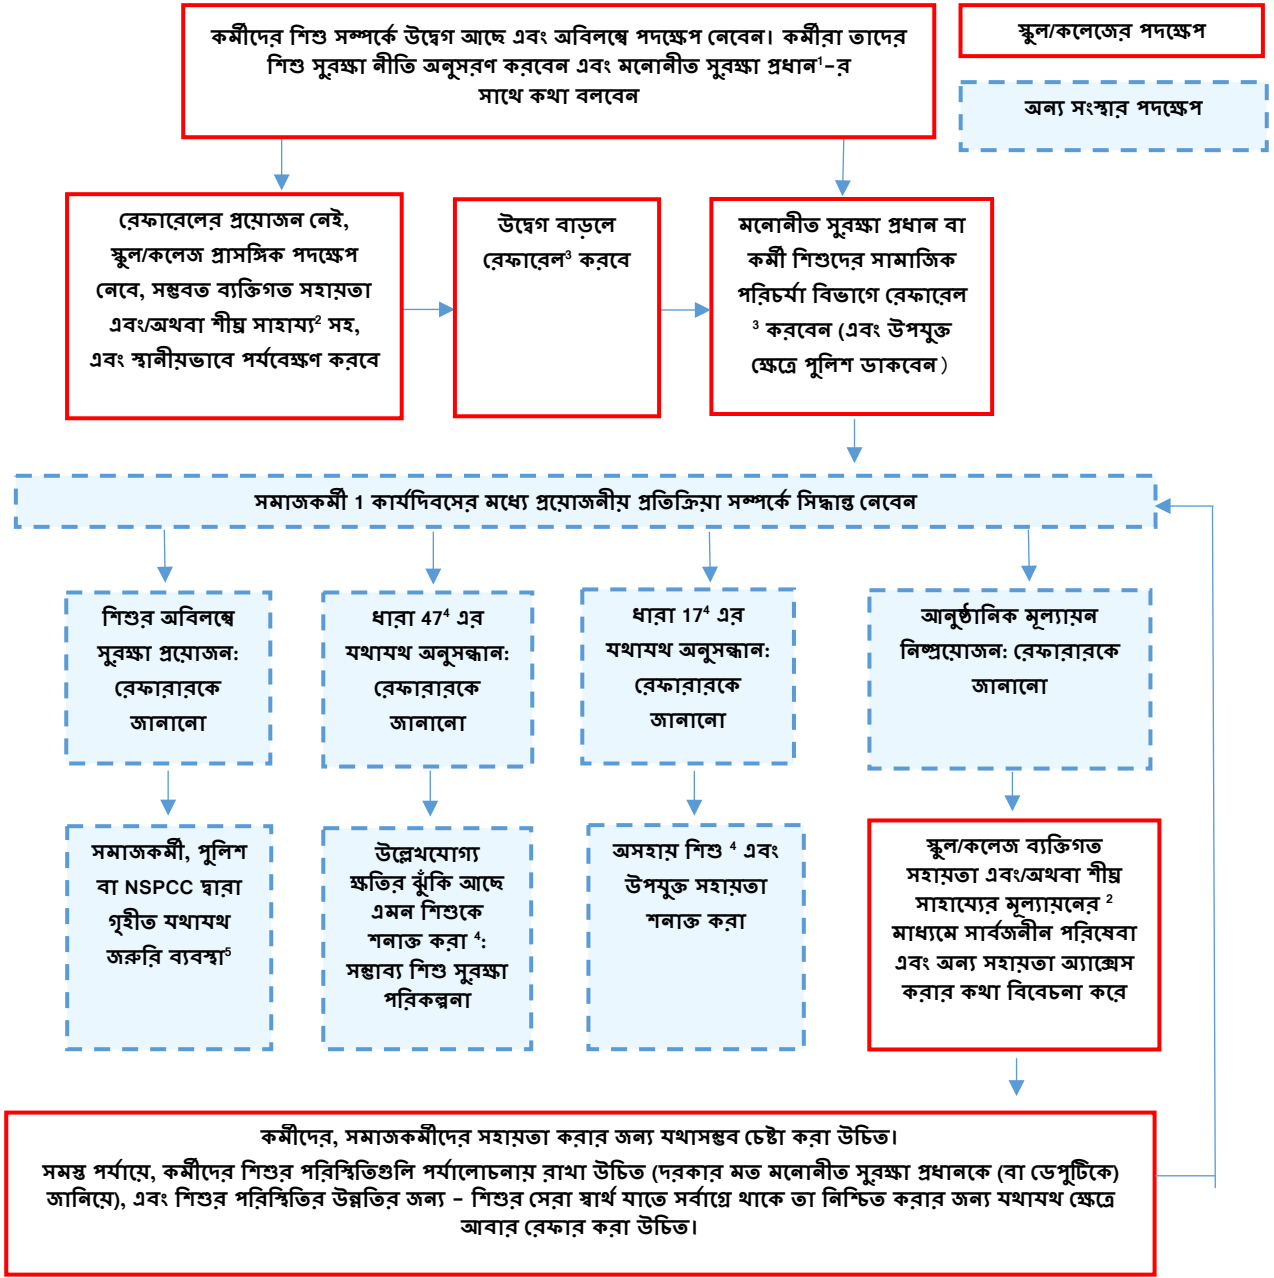 কর্মীদের শিশু সম্পর্কে উদ্বেগ আছে এবং অবিলম্বে পদক্ষেপ নেবেন। কর্মীরা তাদের
শিশু সুরক্ষা নীতি অনুসরণ করবেন এবং মনোনীত সুরক্ষা প্রধান¹-র
সাথে কথা বলবেন
স্কুল/কলেজের পদক্ষেপ
অন্য সংস্থার পদক্ষেপ
রেফারেলের প্রয়োজন নেই,
স্কুল/কলেজ প্রাসঙ্গিক পদক্ষেপ
নেবে, সম্ভবত ব্যক্তিগত সহায়তা
এবং/অথবা শীঘ্র সাহায্য² সহ,
এবং স্থানীয়ভাবে পর্যবেক্ষণ করবে
উদ্বেগ বাড়লে
রেফারেল³ করবে
মনোনীত সুরক্ষা প্রধান বা
কর্মী শিশুদের সামাজিক
পরিচর্যা বিভাগে রেফারেল
³ করবেন (এবং উপযুক্ত
ক্ষেত্রে পুলিশ ডাকবেন)
সমাজকর্মী 1 কার্যদিবসের মধ্যে প্রয়োজনীয় প্রতিক্রিয়া সম্পর্কে সিদ্ধান্ত নেবেন
শিশুর অবিলম্বে
সুরক্ষা প্রয়োজন:
রেফারারকে
জানানো
ধারা 47⁴ এর
যথাযথ অনুসন্ধান:
রেফারারকে
জানানো
ধারা 17⁴ এর
যথাযথ অনুসন্ধান:
রেফারারকে
জানানো
আনুষ্ঠানিক মূল্যায়ন
নিষ্প্রয়োজন: রেফারারকে
জানানো
সমাজকর্মী, পুলিশ
বা NSPCC দ্বারা
গৃহীত যথাযথ
জরুরি ব্যবস্থা⁵
উল্লেখযোগ্য
ক্ষতির ঝুঁকি আছে
এমন শিশুকে
শনাক্ত করা ⁴:
সম্ভাব্য শিশু সুরক্ষা
পরিকল্পনা
অসহায় শিশু ⁴ এবং
উপযুক্ত সহায়তা
শনাক্ত করা
স্কুল/কলেজ ব্যক্তিগত
সহায়তা এবং/অথবা শীঘ্র
সাহায্যের মূল্যায়নের ²
মাধ্যমে সার্বজনীন পরিষেবা
এবং অন্য সহায়তা অ্যাক্সেস
করার কথা বিবেচনা করে
কর্মীদের, সমাজকর্মীদের সহায়তা করার জন্য যথাসম্ভব চেষ্টা করা উচিত।
সমস্ত পর্যায়ে, কর্মীদের শিশুর পরিস্থিতিগুলি পর্যালোচনায় রাখা উচিত (দরকার মত মনোনীত সুরক্ষা প্রধানকে (বা ডেপুটিকে)
জানিয়ে), এবং শিশুর পরিস্থিতির উন্নতির জন্য – শিশুর সেরা স্বার্থ যাতে সর্বাগ্রে থাকে তা নিশ্চিত করার জন্য যথাযথ ক্ষেত্রে
আবার রেফার করা উচিত।